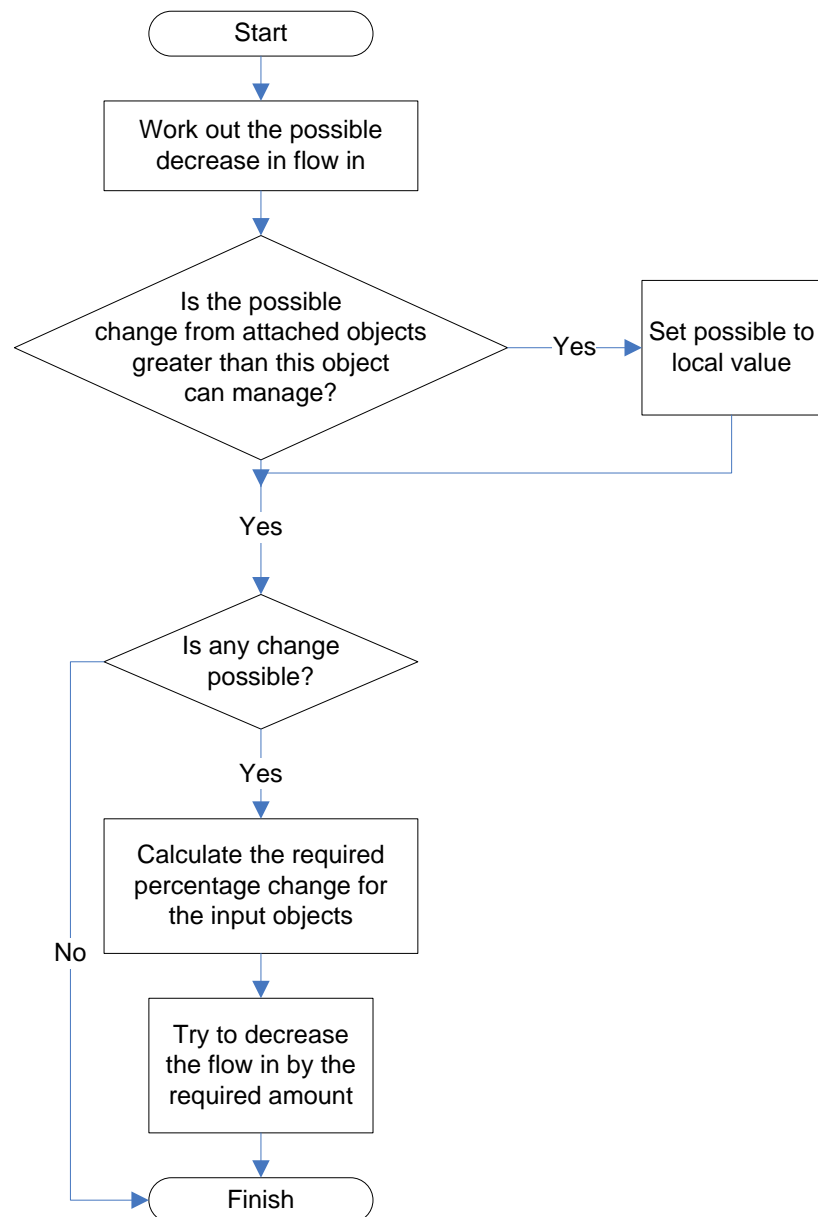 Start
Work out the possible
decrease in flow in
Is the possible
change from attached objects
greater than this object
can manage?
Yes
Set possible to
local value
Yes
Is any change
possible?
Yes
Calculate the required
percentage change for
the input objects
No
Try to decrease
the flow in by the
required amount
Finish